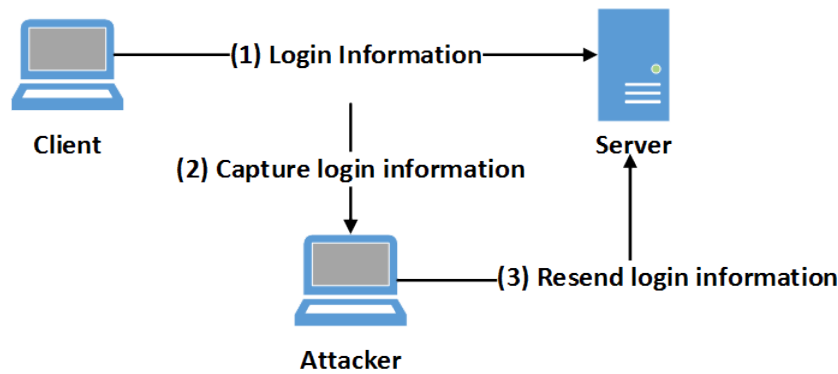 (1) Login Information
Client
Server
(2) Capture login information
(3) Resend login information
Attacker